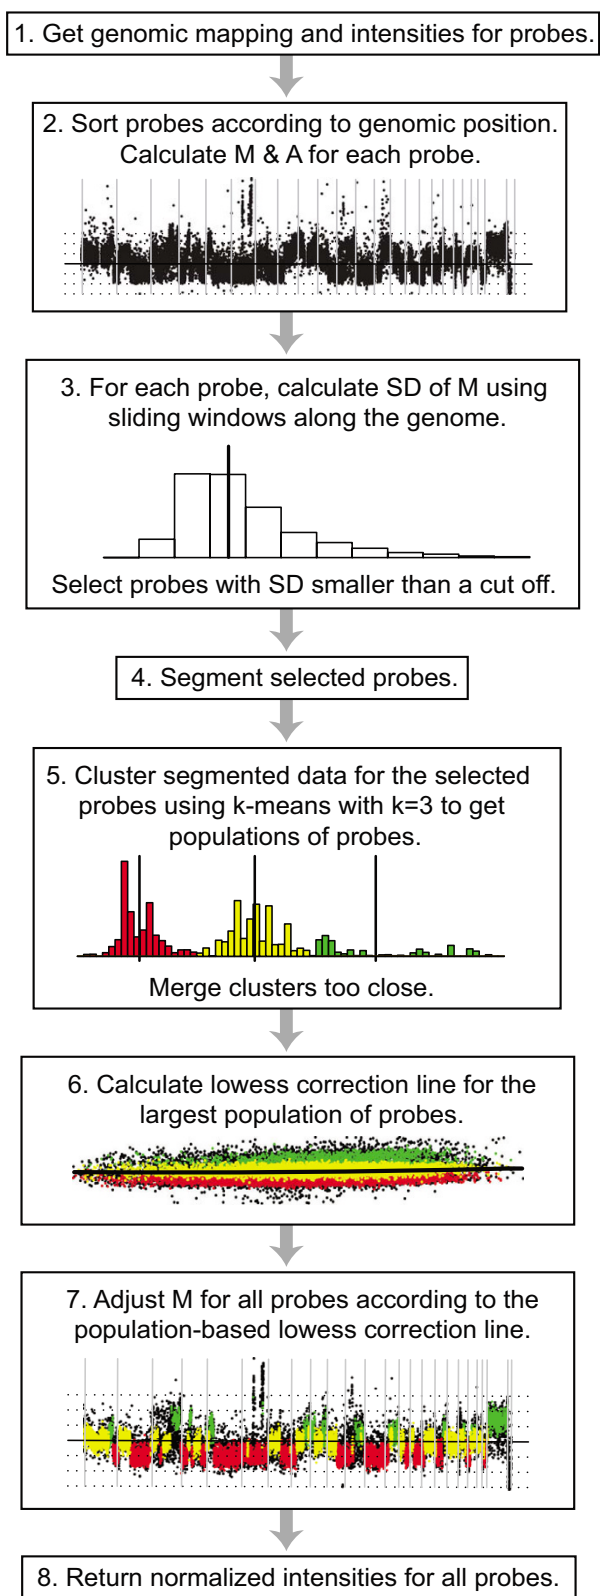 1. Get genomic mapping and intensities for probes.
2. Sort probes according to genomic position.
Calculate M & A for each probe.
3. For each probe, calculate SD of M using
sliding windows along the genome.
Select probes with SD smaller than a cut off.
4. Segment selected probes.
5. Cluster segmented data for the selected
probes using k-means with k=3 to get
populations of probes.
Merge clusters too close.
6. Calculate lowess correction line for the
largest population of probes.
7. Adjust M for all probes according to the
population-based lowess correction line.
8. Return normalized intensities for all probes.